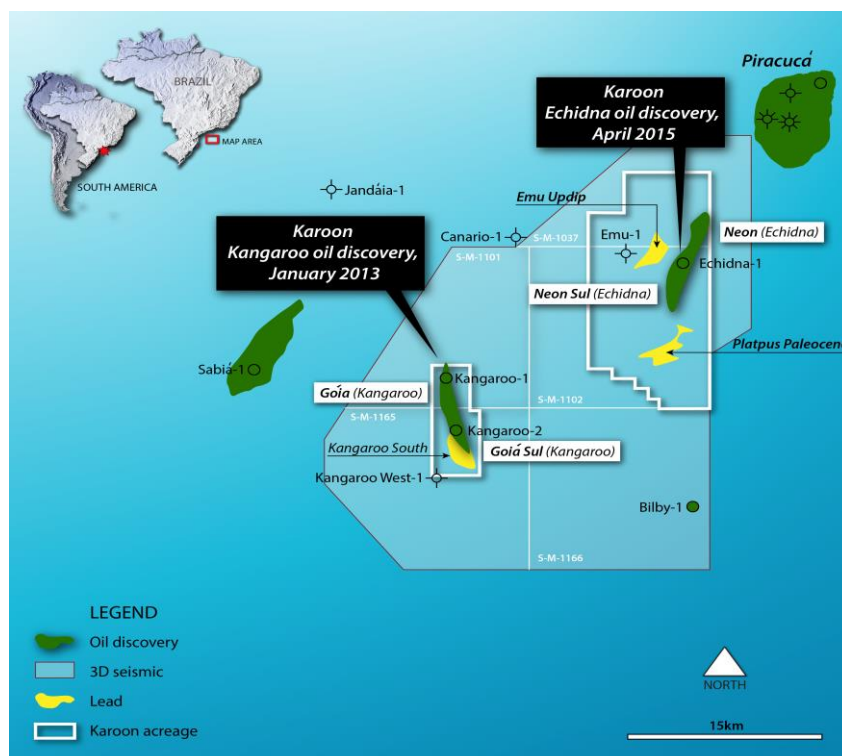 BRAZIL
MAP AREA
SOUTH AMERICA
Jandáia-1
Karoon
Echidna oil discovery,
April 2015
Piracucá
Emu Updip
Canario-1
S-M-1037
Emu-1
Neon (Echidna)
Echidna-1
Karoon
Kangaroo oil discovery,
January 2013
S-M-1101
Neon Sul (Echidna)
Platpus Paleocene
Sabiá-1
Kangaroo-1
Goía (Kangaroo)
S-M-1165
S-M-1102
Kangaroo-2
Kangaroo South
Goiá Sul (Kangaroo)
Kangaroo West-1
Bilby-1
S-M-1166
LEGEND
Oil discovery
3D seismic
Lead
Karoon acreage
NORTH
15km